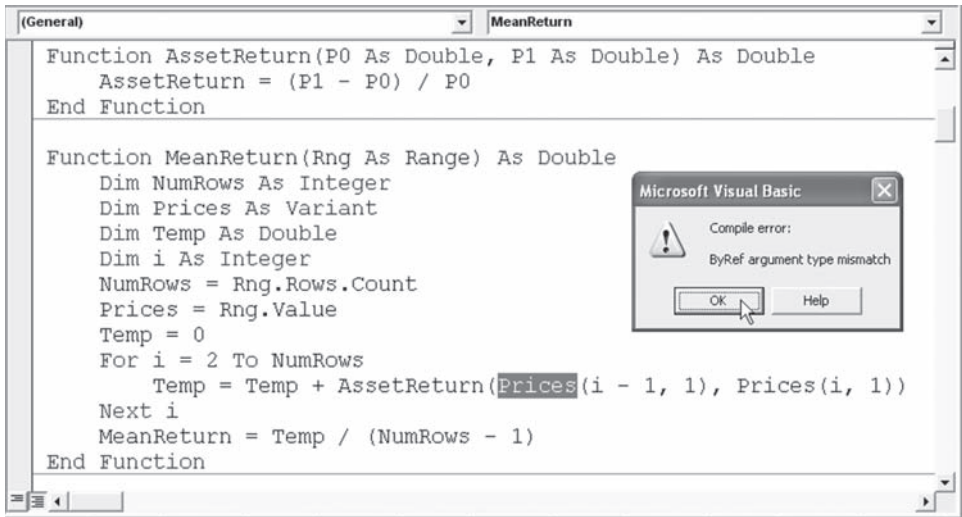 (General) MeanReturn
Function AssetReturn(P0 As Double, P1 As Double) As Double
    AssetReturn = (P1 - P0) / P0
End Function
Function MeanReturn(Rng As Range) As Double
    Dim NumRows As Integer
    Dim Prices As Variant
    Dim Temp As Double
    Dim i As Integer
    NumRows = Rng.Rows.Count
    Prices = Rng.Value
    Temp = 0
    For i = 2 To NumRows
        Temp = Temp + AssetReturn(Prices(i - 1, 1), Prices(i, 1))
    Next i
    MeanReturn = Temp / (NumRows - 1)
End Function
Microsoft Visual Basic
Compile error:
ByRef argument type mismatch
OK Help